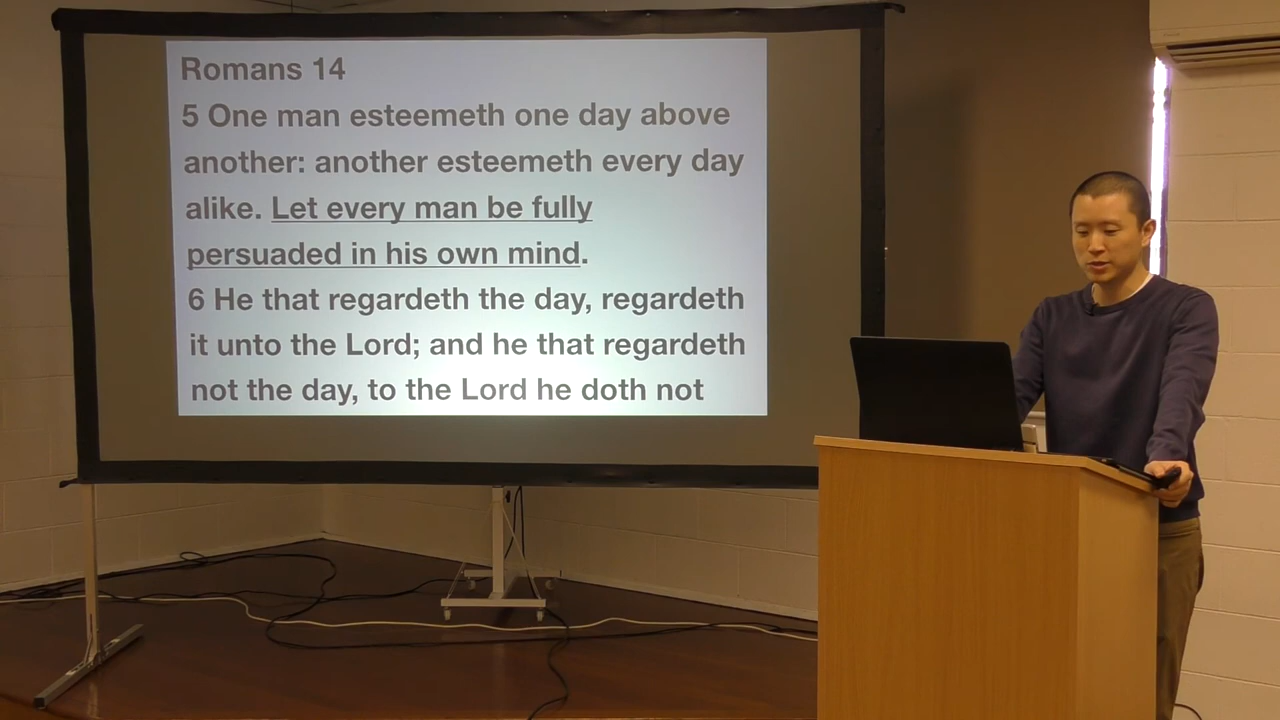 Romans 14
5 One man esteemeth one day above
another: another esteemeth every day
alike. Let every man be fully
persuaded in his own mind.
6 He that regardeth the day, regardeth
it unto the Lord; and he that regardeth
not the day, to the Lord he doth not